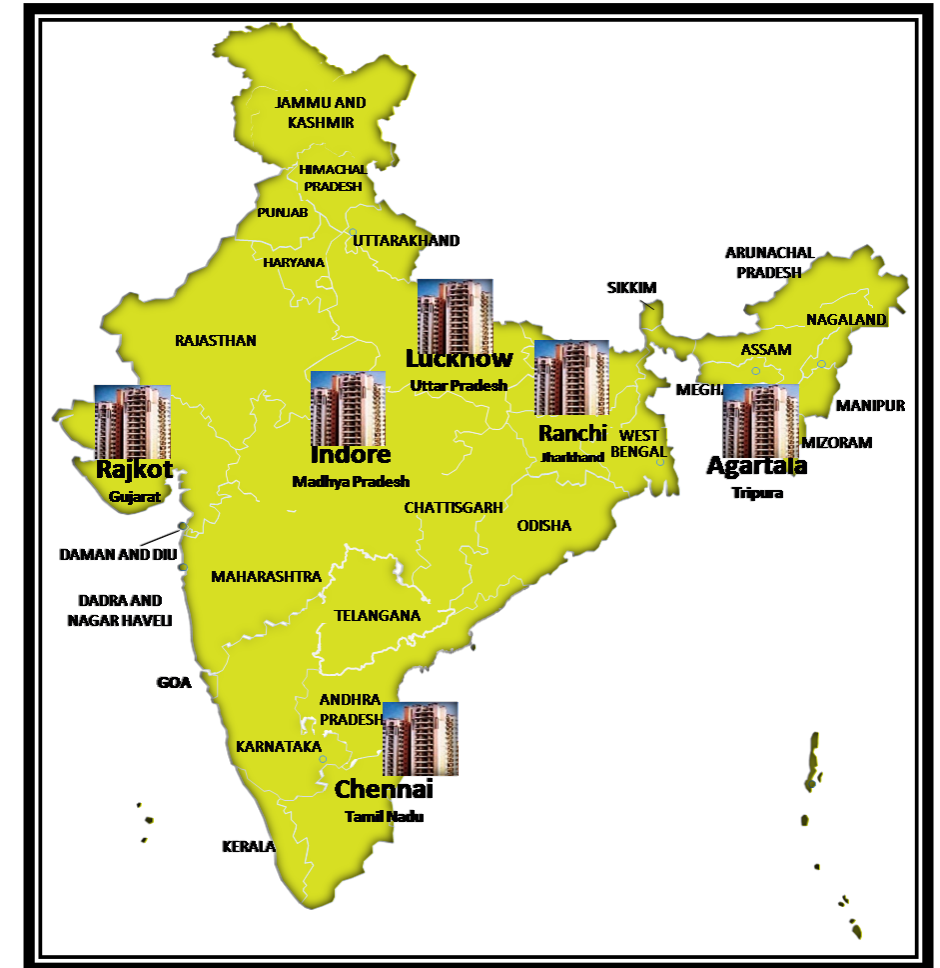 JAMMU AND
KASHMIR
HIMACHAL
PRADESH
PUNJAB
UTTARAKHAND
HARYANA
ARUNACHAL
PRADESH
SIKKIM
NAGALAND
RAJASTHAN
ASSAM
Lucknow
Uttar Pradesh
MEGHA
MANIPUR
Ranchi
Jharkhand
WEST
BENGAL
MIZORAM
Rajkot
Gujarat
Indore
Madhya Pradesh
Agartala
Tripura
CHATTISGARH
ODISHA
DAMAN AND DIU
MAHARASHTRA
DADRA AND
NAGAR HAVELI
TELANGANA
GOA
ANDHRA
PRADESH
KARNATAKA
Chennai
Tamil Nadu
KERALA